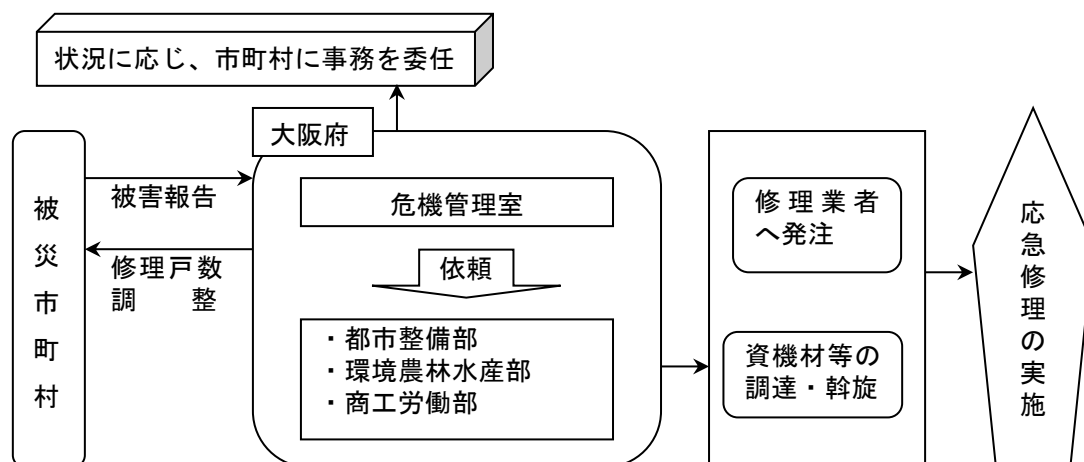 状況に応じ、市町村に事務を委任
大阪府
被災市町村
被害報告
修理戸数
調整
危機管理室
依頼
・都市整備部
・環境農林水産部
・商工労働部
修理業者
へ発注
資機材等の
調達・斡旋
応急修理の実施